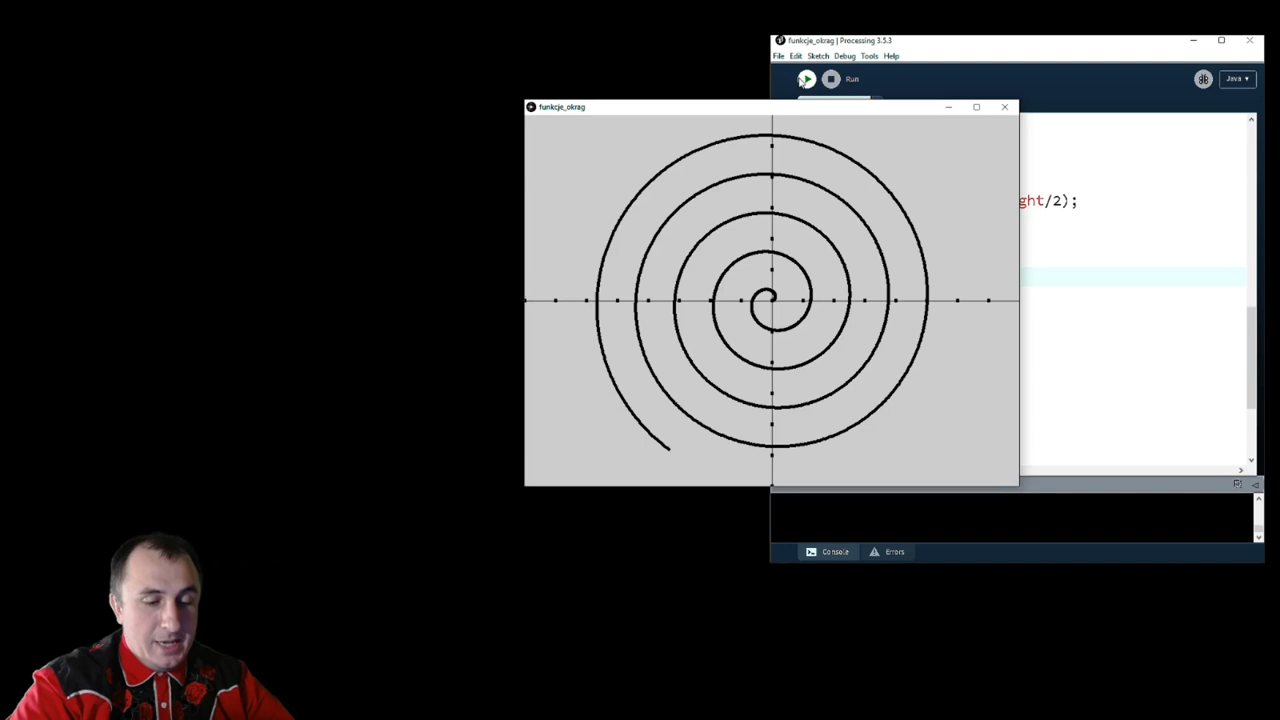 funkcje_okrag | Processing 3.5.3
File Edit Sketch Debug Tools Help
Run
Java ▾
funkcje_okrag
ght/2);
Console
Errors